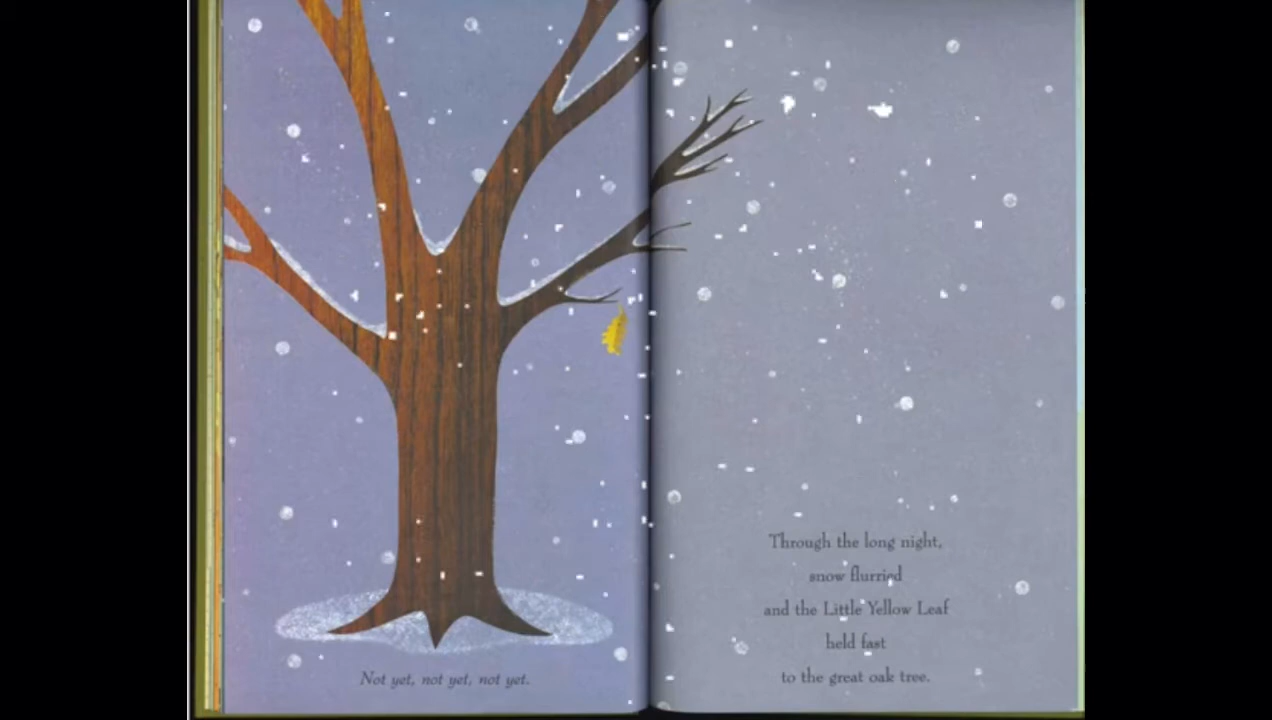 Not yet, not yet, not yet.
Through the long night,
snow flurried
and the Little Yellow Leaf
held fast
to the great oak tree.